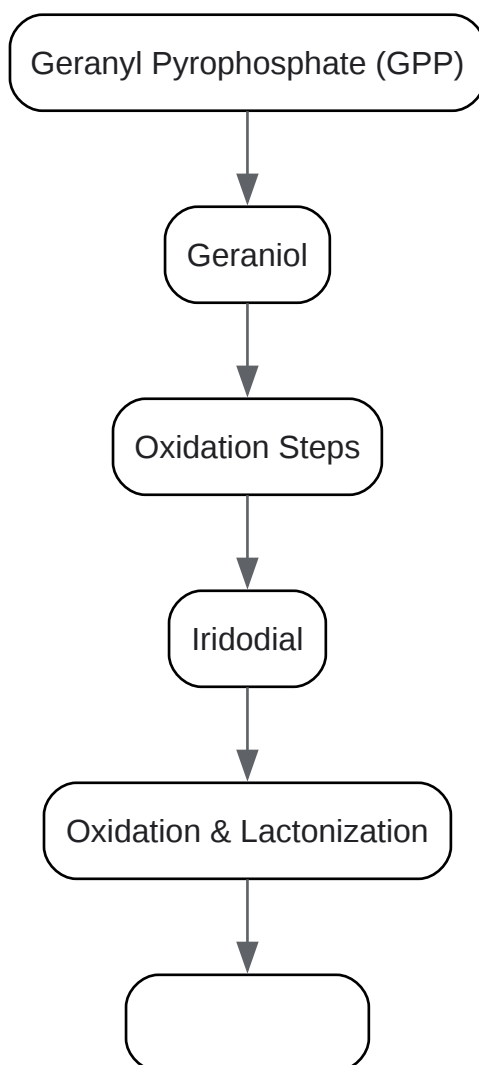 Geranyl Pyrophosphate (GPP)
Geraniol
Oxidation Steps
Iridodial
Oxidation & Lactonization